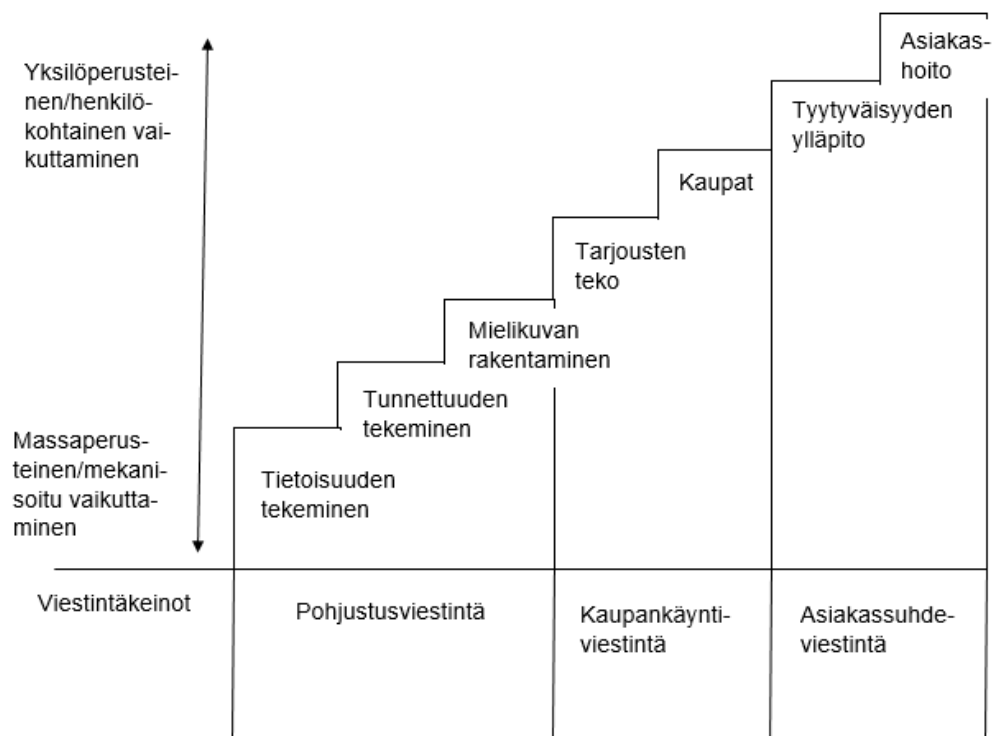 Asiakas-
hoito
Yksilöperustei-
nen/henkilö-
kohtainen vai-
kuttaminen
Tyytyväisyyden
ylläpito
Kaupat
Tarjousten
teko
Mielikuvan
rakentaminen
Tunnettuuden
tekeminen
Massaperus-
teinen/mekani-
soitu vaikutta-
minen
Tietoisuuden
tekeminen
Viestintäkeinot
Pohjustusviestintä
Kaupankäynti-
viestintä
Asiakassuhde-
viestintä